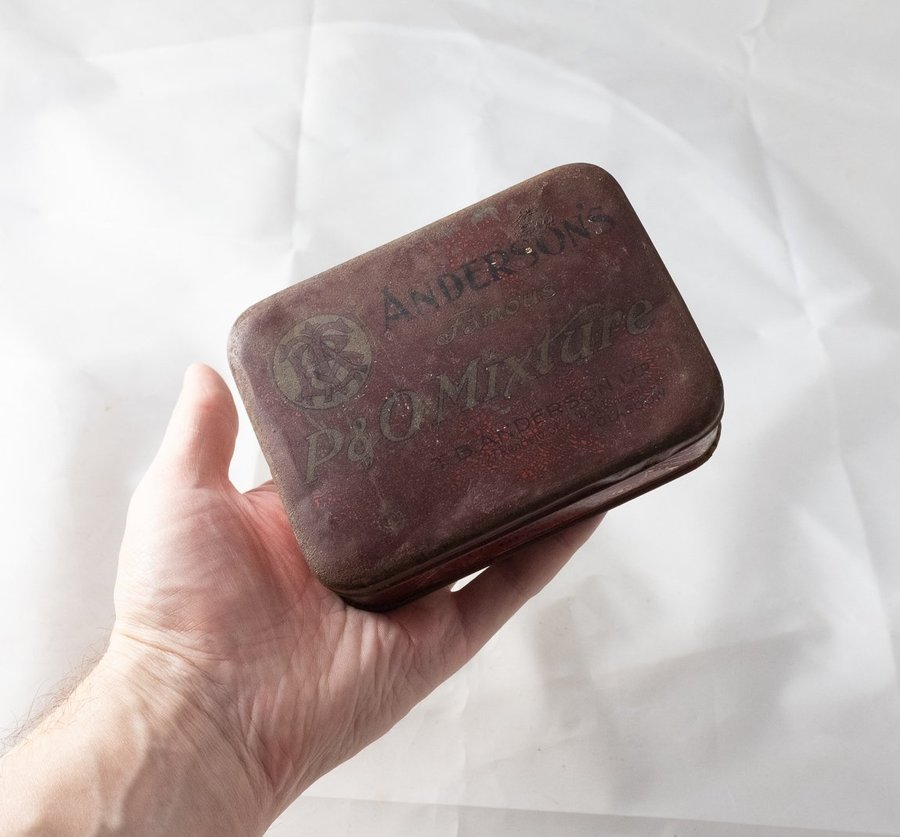 ANDERSON'S
Famous
P&O Mixture
T.B. ANDERSON LTD